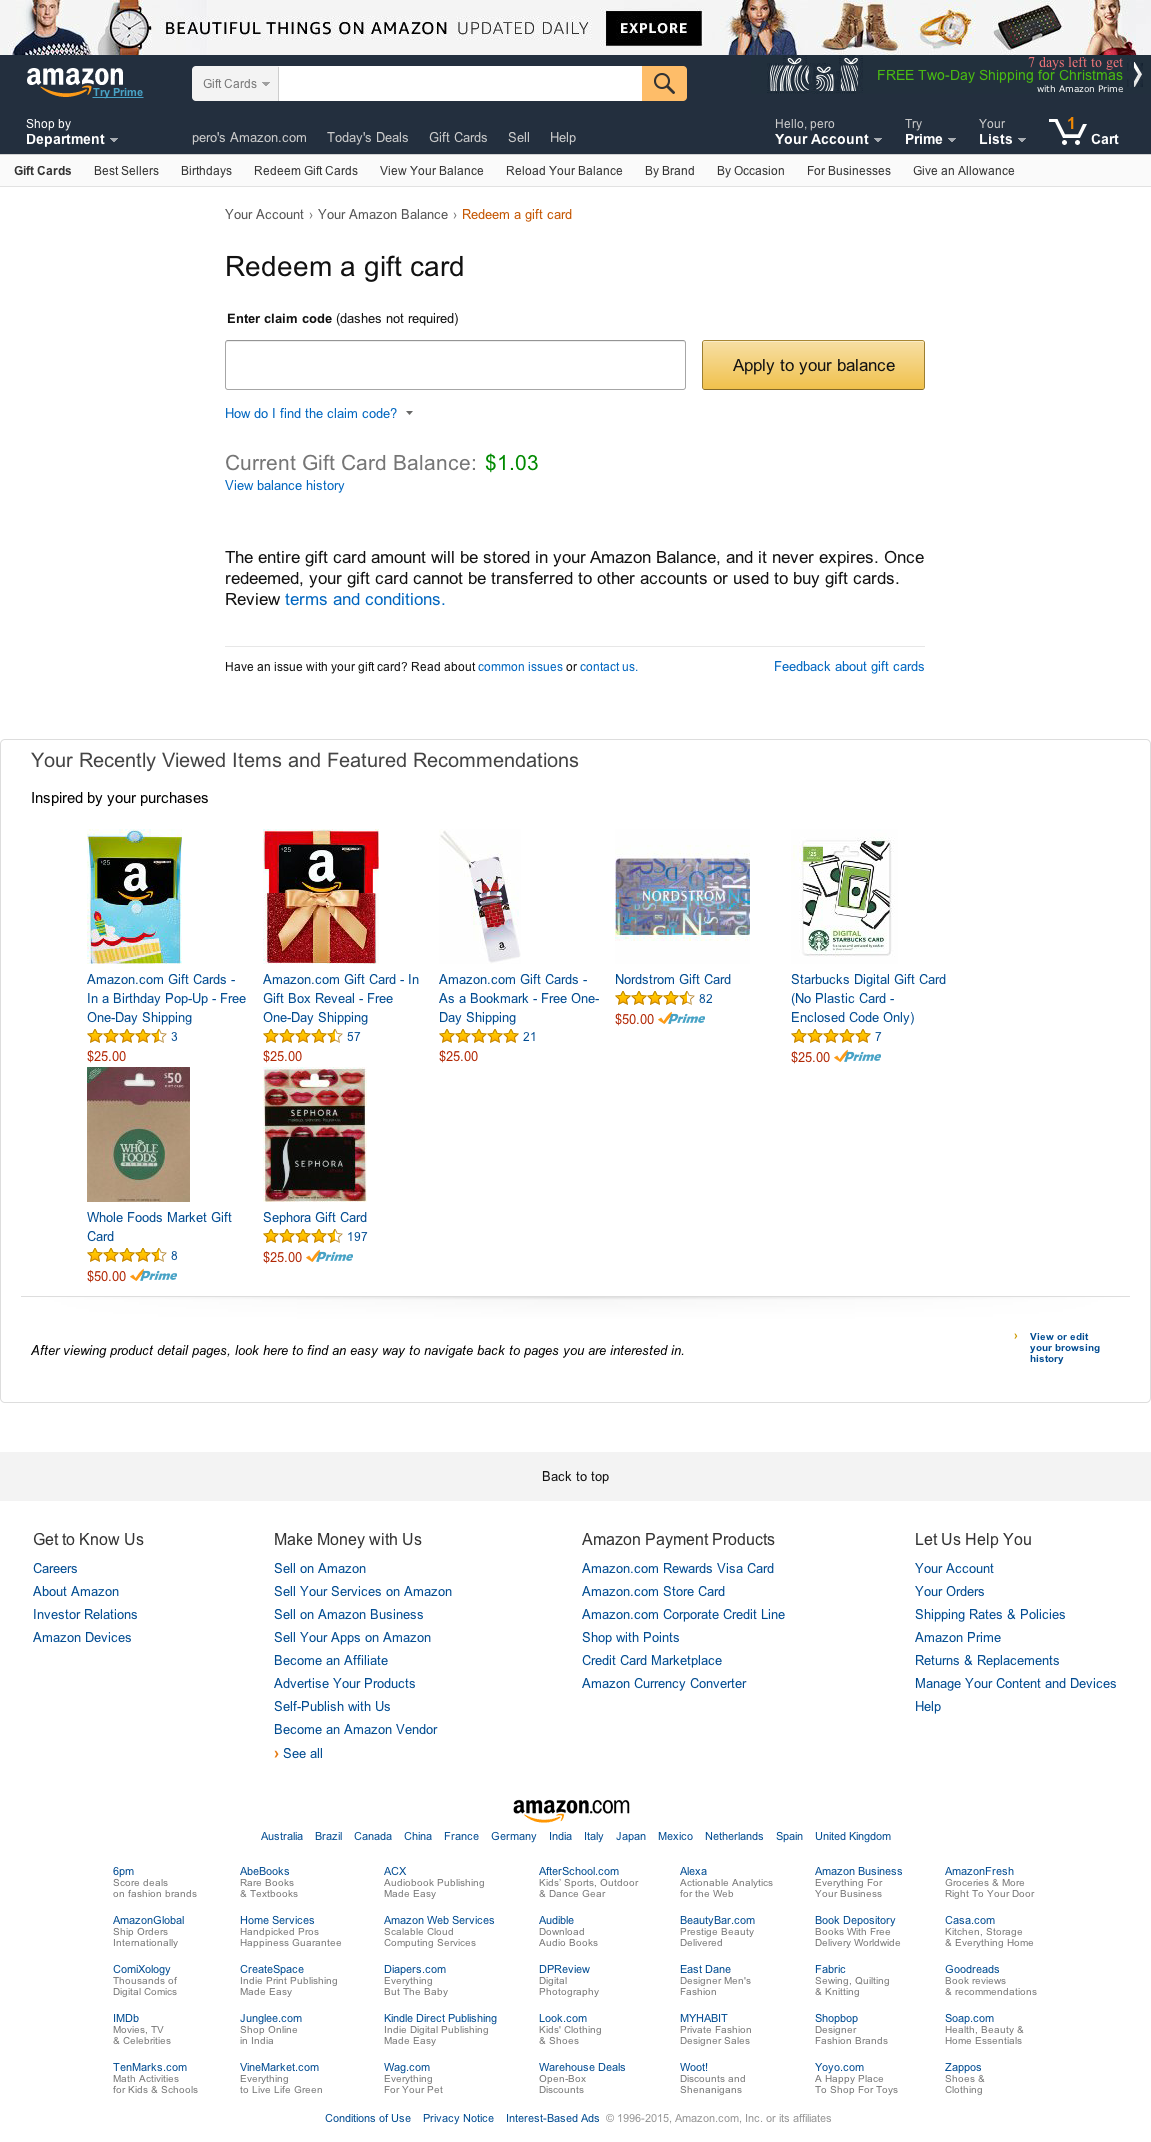 BEAUTIFUL THINGS ON AMAZON UPDATED DAILY EXPLORE
amazon
Try Prime
Gift Cards
7 days left to get
FREE Two-Day Shipping for Christmas
with Amazon Prime
Shop by
Department
pero's Amazon.com Today's Deals Gift Cards Sell Help
Hello, pero
Your Account
Try
Prime
Your
Lists
1
Cart
Gift Cards Best Sellers Birthdays Redeem Gift Cards View Your Balance Reload Your Balance By Brand By Occasion For Businesses Give an Allowance
Your Account › Your Amazon Balance › Redeem a gift card
Redeem a gift card
Enter claim code (dashes not required)
Apply to your balance
How do I find the claim code?
Current Gift Card Balance: $1.03
View balance history
The entire gift card amount will be stored in your Amazon Balance, and it never expires. Once
redeemed, your gift card cannot be transferred to other accounts or used to buy gift cards.
Review terms and conditions.
Have an issue with your gift card? Read about common issues or contact us.
Feedback about gift cards
Your Recently Viewed Items and Featured Recommendations
Inspired by your purchases
$25
a
$25
a
a
NORDSTROM
DIGITAL
STARBUCKS CARD
Amazon.com Gift Cards -
In a Birthday Pop-Up - Free
One-Day Shipping
3
$25.00
Amazon.com Gift Card - In
Gift Box Reveal - Free
One-Day Shipping
57
$25.00
Amazon.com Gift Cards -
As a Bookmark - Free One-
Day Shipping
21
$25.00
Nordstrom Gift Card
82
$50.00 Prime
Starbucks Digital Gift Card
(No Plastic Card -
Enclosed Code Only)
7
$25.00 Prime
$50
WHOLE
FOODS
MARKET
SEPHORA
SEPHORA
Whole Foods Market Gift
Card
8
$50.00 Prime
Sephora Gift Card
197
$25.00 Prime
After viewing product detail pages, look here to find an easy way to navigate back to pages you are interested in.
› View or edit
your browsing
history
Back to top
Get to Know Us
Careers
About Amazon
Investor Relations
Amazon Devices
Make Money with Us
Sell on Amazon
Sell Your Services on Amazon
Sell on Amazon Business
Sell Your Apps on Amazon
Become an Affiliate
Advertise Your Products
Self-Publish with Us
Become an Amazon Vendor
› See all
Amazon Payment Products
Amazon.com Rewards Visa Card
Amazon.com Store Card
Amazon.com Corporate Credit Line
Shop with Points
Credit Card Marketplace
Amazon Currency Converter
Let Us Help You
Your Account
Your Orders
Shipping Rates & Policies
Amazon Prime
Returns & Replacements
Manage Your Content and Devices
Help
amazon.com
Australia Brazil Canada China France Germany India Italy Japan Mexico Netherlands Spain United Kingdom
6pm
Score deals
on fashion brands
AbeBooks
Rare Books
& Textbooks
ACX
Audiobook Publishing
Made Easy
AfterSchool.com
Kids' Sports, Outdoor
& Dance Gear
Alexa
Actionable Analytics
for the Web
Amazon Business
Everything For
Your Business
AmazonFresh
Groceries & More
Right To Your Door
AmazonGlobal
Ship Orders
Internationally
Home Services
Handpicked Pros
Happiness Guarantee
Amazon Web Services
Scalable Cloud
Computing Services
Audible
Download
Audio Books
BeautyBar.com
Prestige Beauty
Delivered
Book Depository
Books With Free
Delivery Worldwide
Casa.com
Kitchen, Storage
& Everything Home
ComiXology
Thousands of
Digital Comics
CreateSpace
Indie Print Publishing
Made Easy
Diapers.com
Everything
But The Baby
DPReview
Digital
Photography
East Dane
Designer Men's
Fashion
Fabric
Sewing, Quilting
& Knitting
Goodreads
Book reviews
& recommendations
IMDb
Movies, TV
& Celebrities
Junglee.com
Shop Online
in India
Kindle Direct Publishing
Indie Digital Publishing
Made Easy
Look.com
Kids' Clothing
& Shoes
MYHABIT
Private Fashion
Designer Sales
Shopbop
Designer
Fashion Brands
Soap.com
Health, Beauty &
Home Essentials
TenMarks.com
Math Activities
for Kids & Schools
VineMarket.com
Everything
to Live Life Green
Wag.com
Everything
For Your Pet
Warehouse Deals
Open-Box
Discounts
Woot!
Discounts and
Shenanigans
Yoyo.com
A Happy Place
To Shop For Toys
Zappos
Shoes &
Clothing
Conditions of Use Privacy Notice Interest-Based Ads © 1996-2015, Amazon.com, Inc. or its affiliates